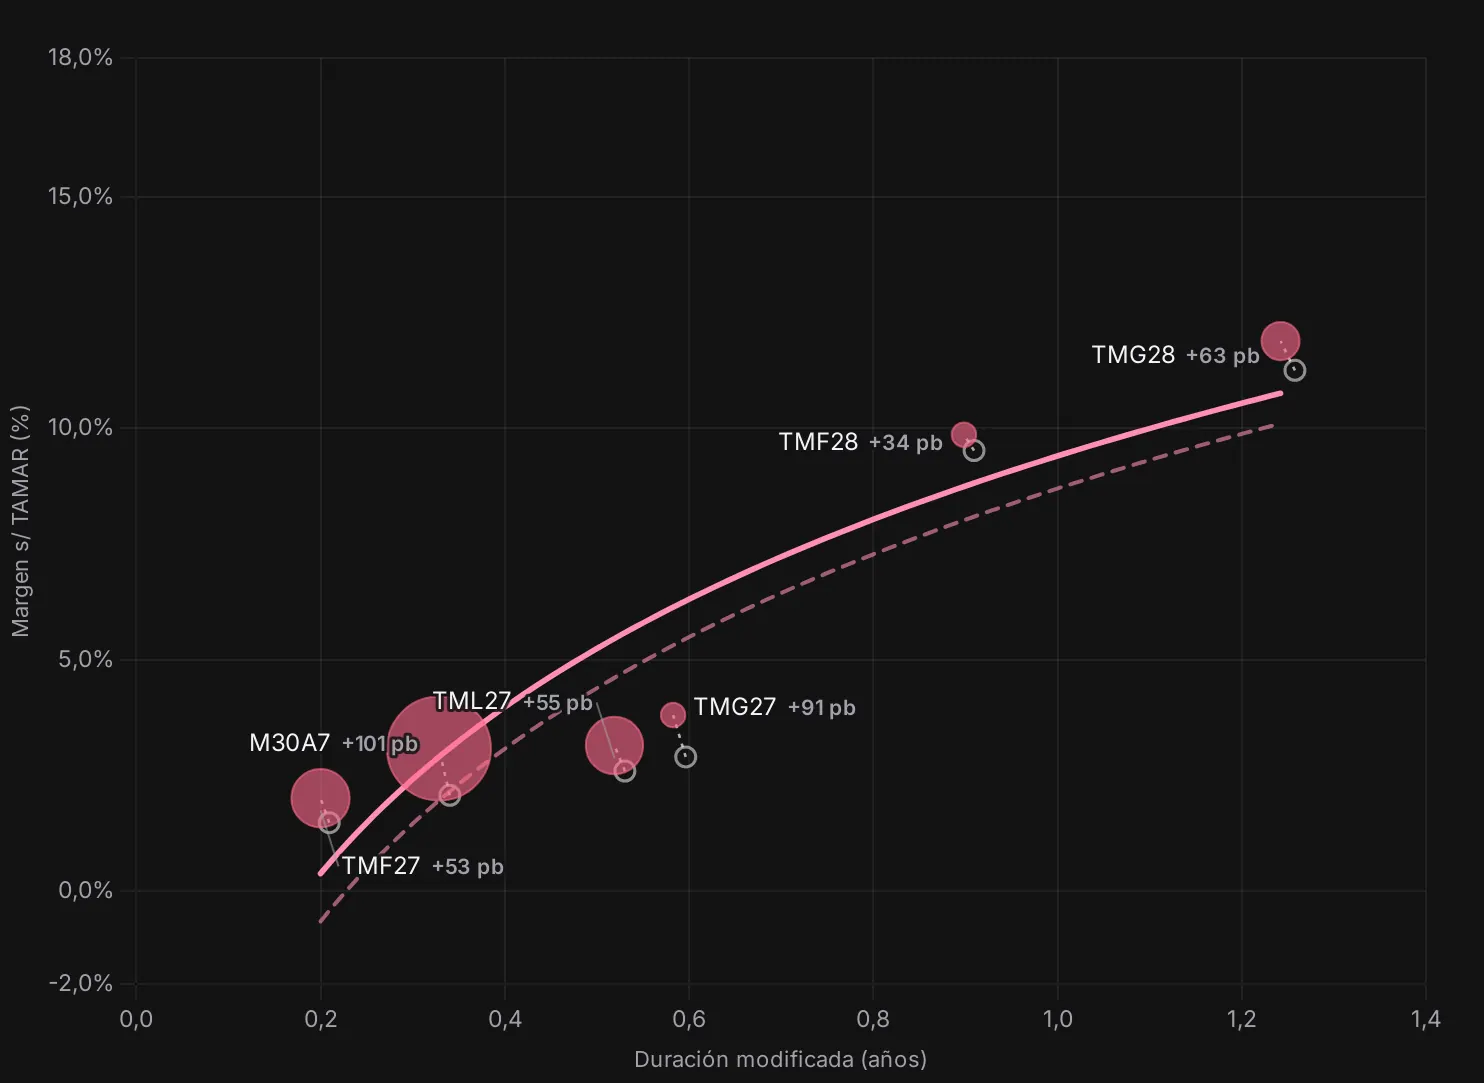 18,0%
15,0%
TMG28 +63 pb
10,0%
TMF28 +34 pb
Margen s/ TAMAR (%)
5,0%
TML27 +55 pb
TMG27 +91 pb
M30A7 +101 pb
TMF27 +53 pb
0,0%
-2,0%
0,0 0,2 0,4 0,6 0,8 1,0 1,2 1,4
Duración modificada (años)